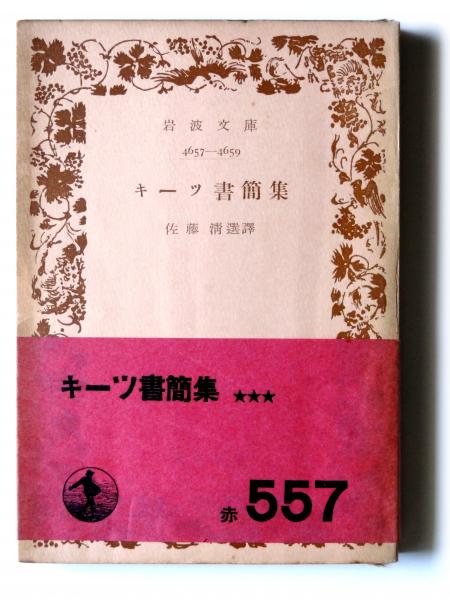 岩波文庫
4657—4659
キーツ書簡集
佐藤清選譯
キーツ書簡集 ★★★
赤 557